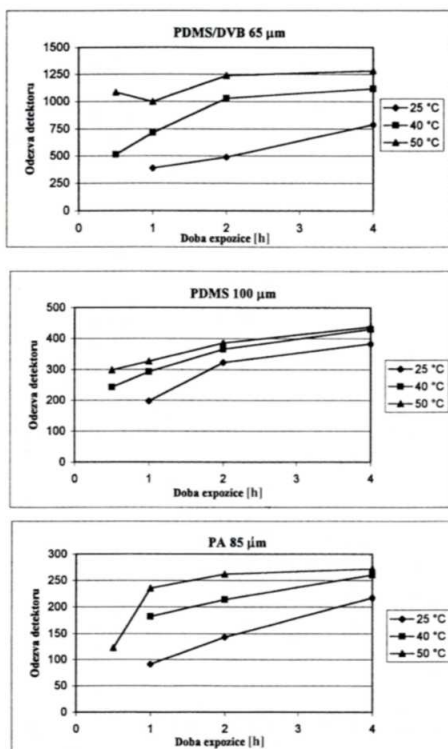 PDMS/DVB 65 µm
Odezva detektoru
1500
1250
1000
750
500
250
0
0 1 2 3 4
Doba expozice [h]
25 °C
40 °C
50 °C
PDMS 100 µm
Odezva detektoru
500
400
300
200
100
0
0 1 2 3 4
Doba expozice [h]
25 °C
40 °C
50 °C
PA 85 µm
Odezva detektoru
300
250
200
150
100
50
0
0 1 2 3 4
Doba expozice [h]
25 °C
40 °C
50 °C